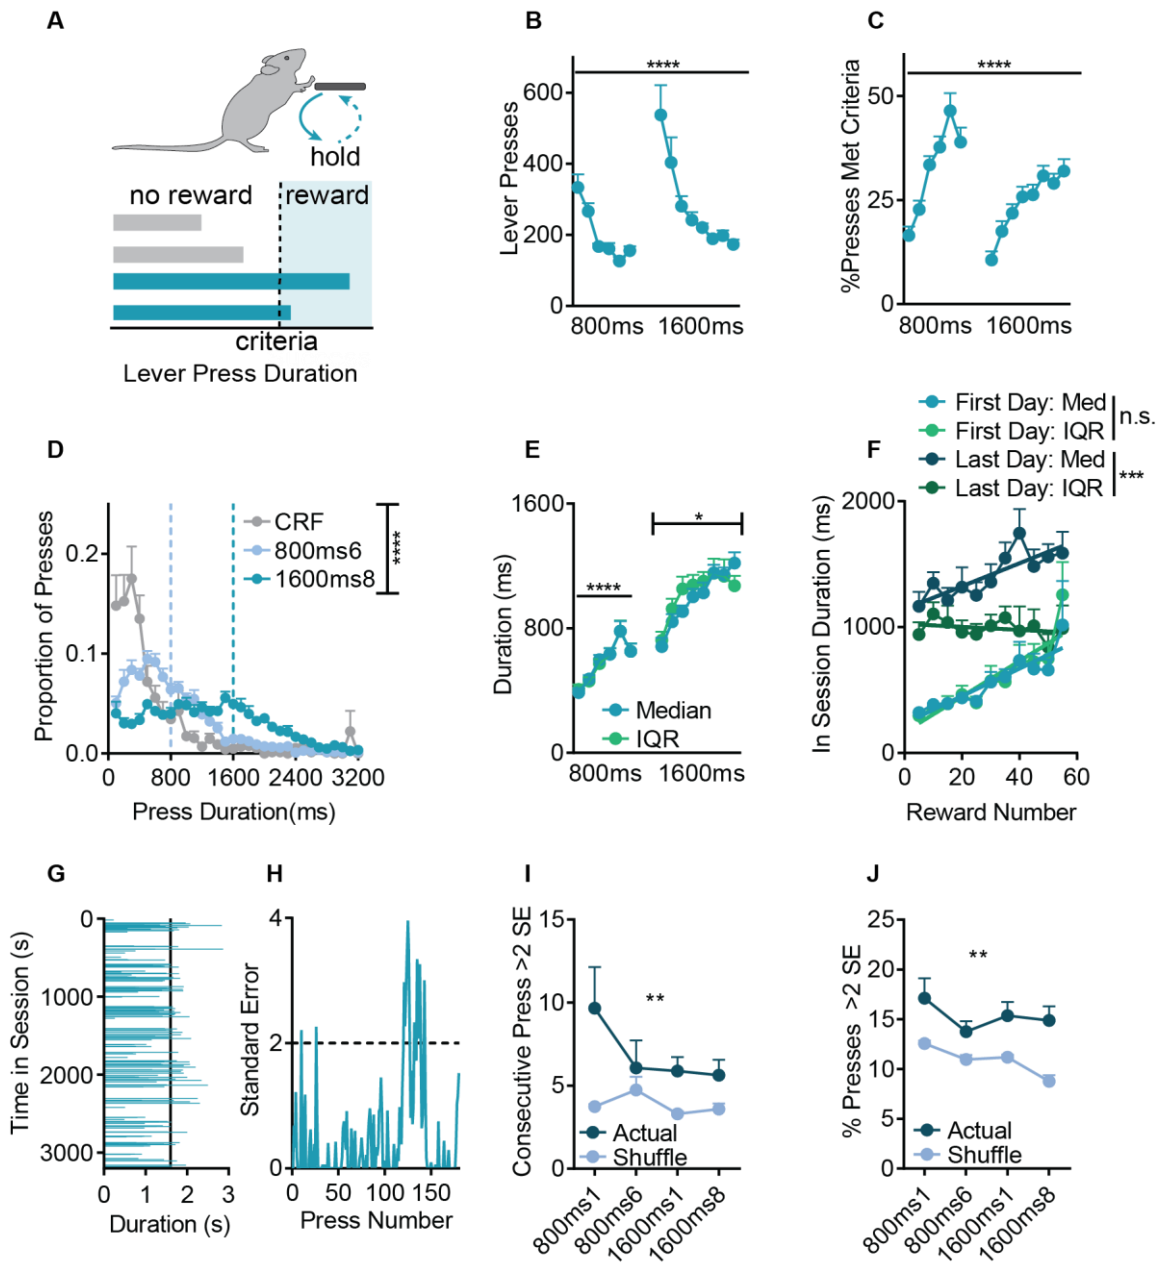 A
hold
no reward
reward
criteria
Lever Press Duration
B
****
Lever Presses
600
400
200
0
800ms
1600ms
C
****
%Presses Met Criteria
50
25
0
800ms
1600ms
D
Proportion of Presses
0.2
0.1
0.0
CRF
800ms6
1600ms8
****
0
800
1600
2400
3200
Press Duration(ms)
E
Duration (ms)
1600
800
0
****
*
Median
IQR
800ms
1600ms
First Day: Med
First Day: IQR
n.s.
Last Day: Med
Last Day: IQR
***
F
In Session Duration (ms)
2000
1000
0
0
20
40
60
Reward Number
G
Time in Session (s)
0
1000
2000
3000
0
1
2
3
Duration (s)
H
Standard Error
4
2
0
0
50
100
150
Press Number
I
Consecutive Press >2 SE
15
10
5
0
**
Actual
Shuffle
800ms1
800ms6
1600ms1
1600ms8
J
% Presses >2 SE
25
20
15
10
5
0
**
Actual
Shuffle
800ms1
800ms6
1600ms1
1600ms8